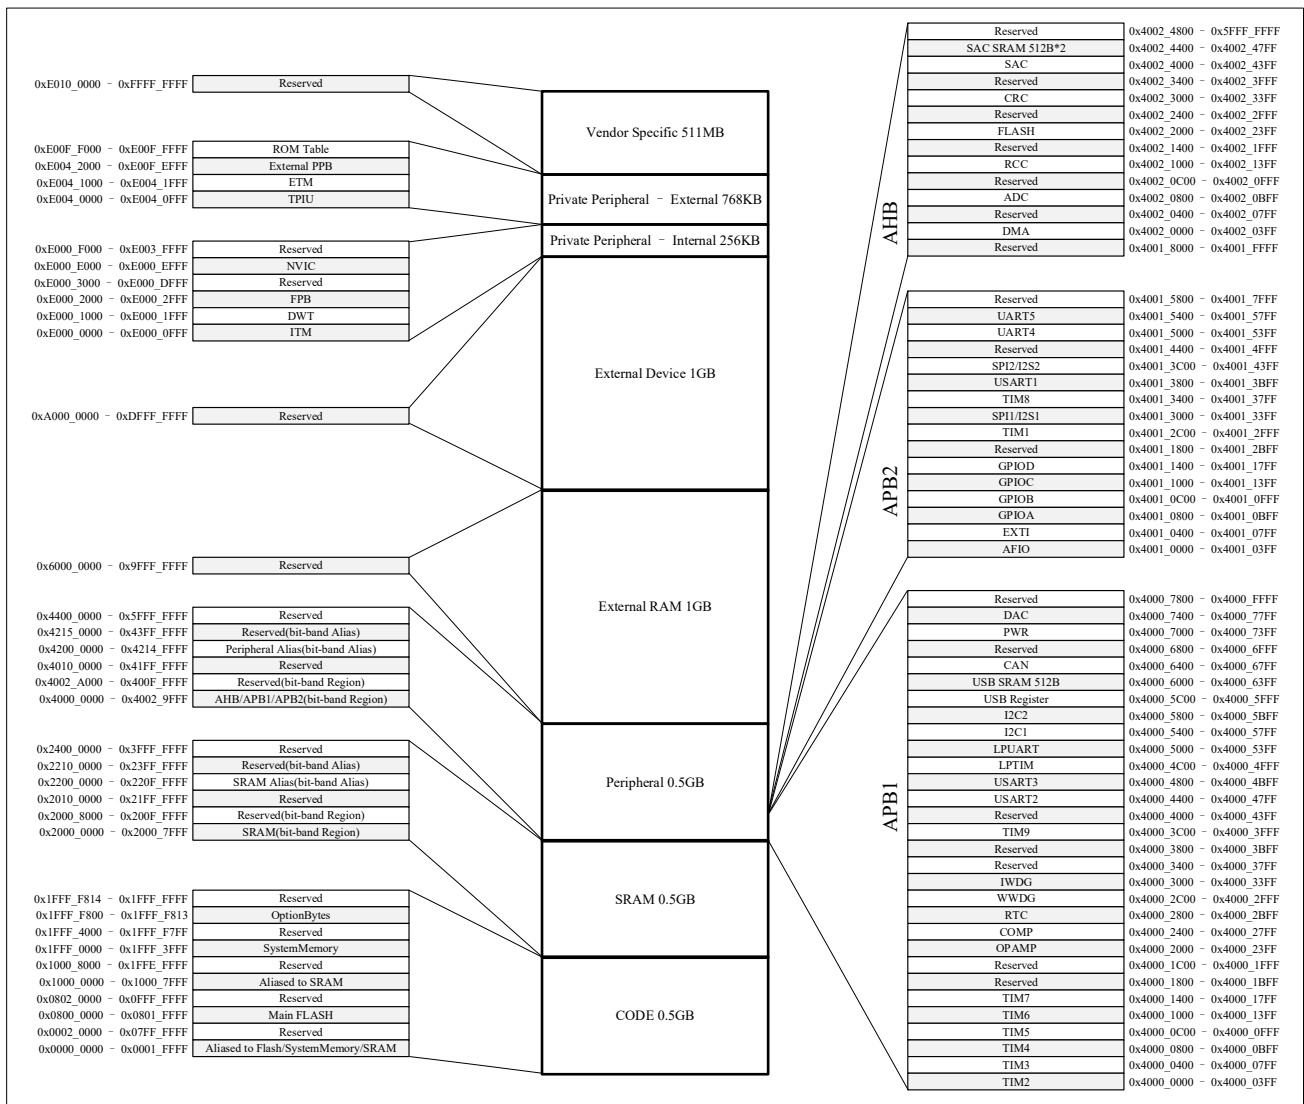 0xE010_0000 – 0xFFFF_FFFF Reserved
0xE00F_F000 – 0xE00F_FFFF ROM Table
0xE004_2000 – 0xE00F_EFFF External PPB
0xE004_1000 – 0xE004_1FFF ETM
0xE004_0000 – 0xE004_0FFF TPIU
0xE000_F000 – 0xE003_FFFF Reserved
0xE000_E000 – 0xE000_EFFF NVIC
0xE000_3000 – 0xE000_DFFF Reserved
0xE000_2000 – 0xE000_2FFF FPB
0xE000_1000 – 0xE000_1FFF DWT
0xE000_0000 – 0xE000_0FFF ITM
0xA000_0000 – 0xDFFF_FFFF Reserved
0x6000_0000 – 0x9FFF_FFFF Reserved
0x4400_0000 – 0x5FFF_FFFF Reserved
0x4215_0000 – 0x43FF_FFFF Reserved(bit-band Alias)
0x4200_0000 – 0x4214_FFFF Peripheral Alias(bit-band Alias)
0x4010_0000 – 0x41FF_FFFF Reserved
0x4002_A000 – 0x400F_FFFF Reserved(bit-band Region)
0x4000_0000 – 0x4002_9FFF AHB/APB1/APB2(bit-band Region)
0x2400_0000 – 0x3FFF_FFFF Reserved
0x2210_0000 – 0x23FF_FFFF Reserved(bit-band Alias)
0x2200_0000 – 0x220F_FFFF SRAM Alias(bit-band Alias)
0x2010_0000 – 0x21FF_FFFF Reserved
0x2000_8000 – 0x200F_FFFF Reserved(bit-band Region)
0x2000_0000 – 0x2000_7FFF SRAM(bit-band Region)
0x1FFF_F814 – 0x1FFF_FFFF Reserved
0x1FFF_F800 – 0x1FFF_F813 OptionBytes
0x1FFF_4000 – 0x1FFF_F7FF Reserved
0x1FFF_0000 – 0x1FFF_3FFF SystemMemory
0x1000_8000 – 0x1FFE_FFFF Reserved
0x1000_0000 – 0x1000_7FFF Aliased to SRAM
0x0802_0000 – 0x0FFF_FFFF Reserved
0x0800_0000 – 0x0801_FFFF Main FLASH
0x0002_0000 – 0x07FF_FFFF Reserved
0x0000_0000 – 0x0001_FFFF Aliased to Flash/SystemMemory/SRAM
Vendor Specific 511MB
Private Peripheral – External 768KB
Private Peripheral – Internal 256KB
External Device 1GB
External RAM 1GB
Peripheral 0.5GB
SRAM 0.5GB
CODE 0.5GB
AHB
Reserved 0x4002_4800 – 0x5FFF_FFFF
SAC SRAM 512B*2 0x4002_4400 – 0x4002_47FF
SAC 0x4002_4000 – 0x4002_43FF
Reserved 0x4002_3400 – 0x4002_3FFF
CRC 0x4002_3000 – 0x4002_33FF
Reserved 0x4002_2400 – 0x4002_2FFF
FLASH 0x4002_2000 – 0x4002_23FF
Reserved 0x4002_1400 – 0x4002_1FFF
RCC 0x4002_1000 – 0x4002_13FF
Reserved 0x4002_0C00 – 0x4002_0FFF
ADC 0x4002_0800 – 0x4002_0BFF
Reserved 0x4002_0400 – 0x4002_07FF
DMA 0x4002_0000 – 0x4002_03FF
Reserved 0x4001_8000 – 0x4001_FFFF
APB2
Reserved 0x4001_5800 – 0x4001_7FFF
UART5 0x4001_5400 – 0x4001_57FF
UART4 0x4001_5000 – 0x4001_53FF
Reserved 0x4001_4400 – 0x4001_4FFF
SPI2/I2S2 0x4001_3C00 – 0x4001_43FF
USART1 0x4001_3800 – 0x4001_3BFF
TIM8 0x4001_3400 – 0x4001_37FF
SPI1/I2S1 0x4001_3000 – 0x4001_33FF
TIM1 0x4001_2C00 – 0x4001_2FFF
Reserved 0x4001_1800 – 0x4001_2BFF
GPIOD 0x4001_1400 – 0x4001_17FF
GPIOC 0x4001_1000 – 0x4001_13FF
GPIOB 0x4001_0C00 – 0x4001_0FFF
GPIOA 0x4001_0800 – 0x4001_0BFF
EXTI 0x4001_0400 – 0x4001_07FF
AFIO 0x4001_0000 – 0x4001_03FF
APB1
Reserved 0x4000_7800 – 0x4000_FFFF
DAC 0x4000_7400 – 0x4000_77FF
PWR 0x4000_7000 – 0x4000_73FF
Reserved 0x4000_6800 – 0x4000_6FFF
CAN 0x4000_6400 – 0x4000_67FF
USB SRAM 512B 0x4000_6000 – 0x4000_63FF
USB Register 0x4000_5C00 – 0x4000_5FFF
I2C2 0x4000_5800 – 0x4000_5BFF
I2C1 0x4000_5400 – 0x4000_57FF
LPUART 0x4000_5000 – 0x4000_53FF
LPTIM 0x4000_4C00 – 0x4000_4FFF
USART3 0x4000_4800 – 0x4000_4BFF
USART2 0x4000_4400 – 0x4000_47FF
Reserved 0x4000_4000 – 0x4000_43FF
TIM9 0x4000_3C00 – 0x4000_3FFF
Reserved 0x4000_3800 – 0x4000_3BFF
Reserved 0x4000_3400 – 0x4000_37FF
IWDG 0x4000_3000 – 0x4000_33FF
WWDG 0x4000_2C00 – 0x4000_2FFF
RTC 0x4000_2800 – 0x4000_2BFF
COMP 0x4000_2400 – 0x4000_27FF
OPAMP 0x4000_2000 – 0x4000_23FF
Reserved 0x4000_1C00 – 0x4000_1FFF
Reserved 0x4000_1800 – 0x4000_1BFF
TIM7 0x4000_1400 – 0x4000_17FF
TIM6 0x4000_1000 – 0x4000_13FF
TIM5 0x4000_0C00 – 0x4000_0FFF
TIM4 0x4000_0800 – 0x4000_0BFF
TIM3 0x4000_0400 – 0x4000_07FF
TIM2 0x4000_0000 – 0x4000_03FF